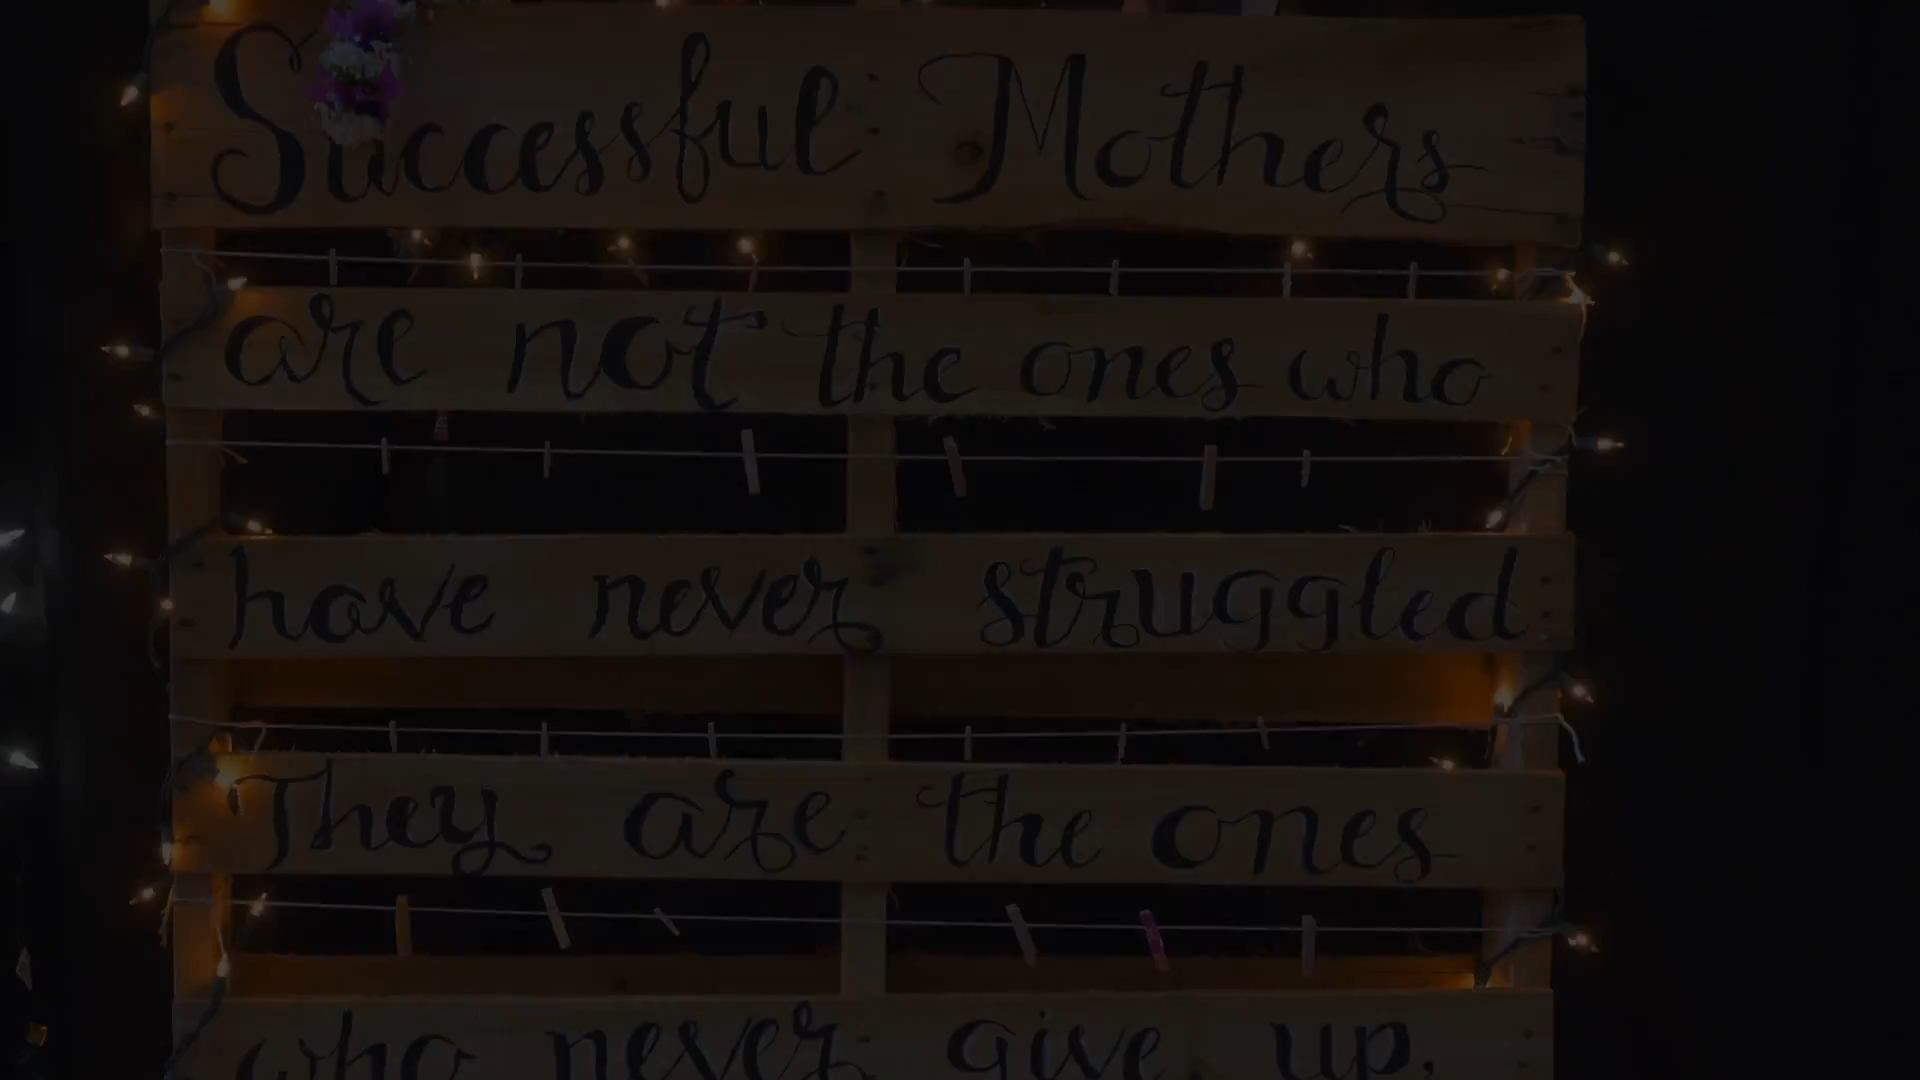 Successful Mothers
are not the ones who
have never struggled
They are the ones
who never give up,